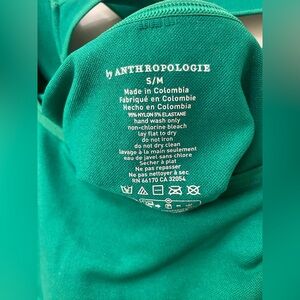 by ANTHROPOLOGIE
S/M
Made in Colombia
Fabriqué en Colombie
Hecho en Colombia
95% NYLON 5% ELASTANE
hand wash only
non-chlorine bleach
lay flat to dry
do not iron
do not dry clean
lavage à la main seulement
eau de javel sans chlore
Sécher à plat
Ne pas repasser
Ne pas nettoyer à sec
RN 66170 CA 32054